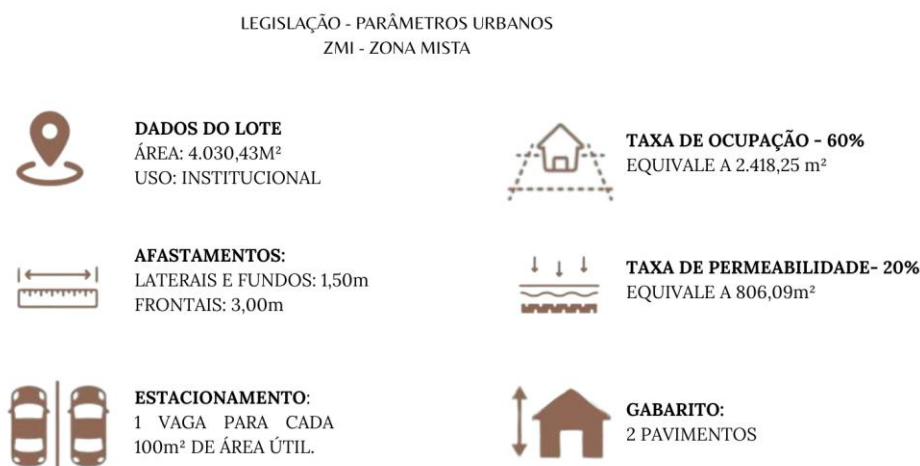 LEGISLAÇÃO - PARÂMETROS URBANOS
ZMI - ZONA MISTA
DADOS DO LOTE
ÁREA: 4.030,43M²
USO: INSTITUCIONAL
TAXA DE OCUPAÇÃO - 60%
EQUIVALE A 2.418,25 m²
AFASTAMENTOS:
LATERAIS E FUNDOS: 1,50m
FRONTAIS: 3,00m
TAXA DE PERMEABILIDADE- 20%
EQUIVALE A 806,09m²
ESTACIONAMENTO:
1 VAGA PARA CADA
100m² DE ÁREA ÚTIL.
GABARITO:
2 PAVIMENTOS